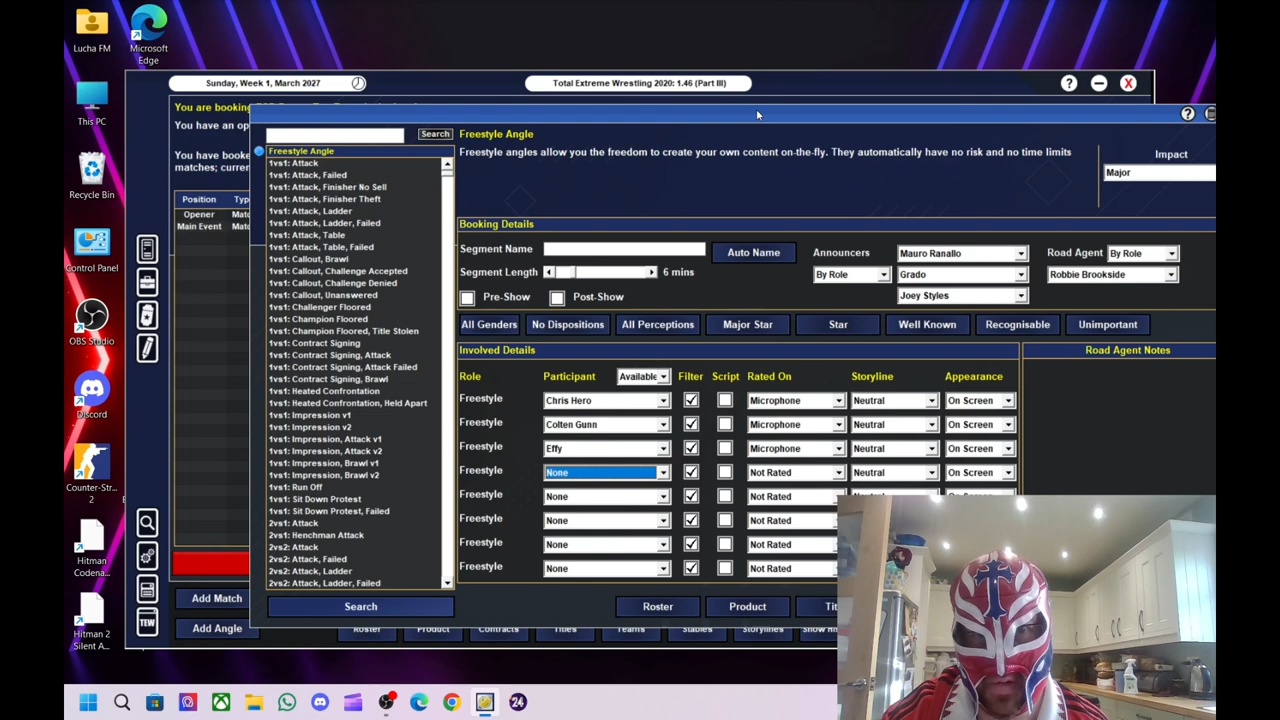 Lucha FM
Microsoft
Edge
This PC
Recycle Bin
Control Panel
OBS Studio
Discord
Counter-Str...
2
Hitman
Codena...
Hitman 2
Silent A...
Sunday, Week 1, March 2027
Total Extreme Wrestling 2020: 1.46 (Part III)
? X
You are booking
You have an op
You have booke
matches; curren
Position Typ
Opener Matc
Main Event Matc
Add Match
Add Angle
TEW
?
Search
Freestyle Angle
1vs1: Attack
1vs1: Attack, Failed
1vs1: Attack, Finisher No Sell
1vs1: Attack, Finisher Theft
1vs1: Attack, Ladder
1vs1: Attack, Ladder, Failed
1vs1: Attack, Table
1vs1: Attack, Table, Failed
1vs1: Callout, Brawl
1vs1: Callout, Challenge Accepted
1vs1: Callout, Challenge Denied
1vs1: Callout, Unanswered
1vs1: Challenger Floored
1vs1: Champion Floored
1vs1: Champion Floored, Title Stolen
1vs1: Contract Signing
1vs1: Contract Signing, Attack
1vs1: Contract Signing, Attack Failed
1vs1: Contract Signing, Brawl
1vs1: Heated Confrontation
1vs1: Heated Confrontation, Held Apart
1vs1: Impression v1
1vs1: Impression v2
1vs1: Impression, Attack v1
1vs1: Impression, Attack v2
1vs1: Impression, Brawl v1
1vs1: Impression, Brawl v2
1vs1: Run Off
1vs1: Sit Down Protest
1vs1: Sit Down Protest, Failed
2vs1: Attack
2vs1: Henchman Attack
2vs2: Attack
2vs2: Attack, Failed
2vs2: Attack, Ladder
2vs2: Attack, Ladder, Failed
Search
Freestyle Angle
Freestyle angles allow you the freedom to create your own content on-the-fly. They automatically have no risk and no time limits
Impact
Major
Booking Details
Segment Name Auto Name Announcers Mauro Ranallo Road Agent By Role
Segment Length 6 mins By Role Grado Robbie Brookside
Pre-Show Post-Show Joey Styles
All Genders No Dispositions All Perceptions Major Star Star Well Known Recognisable Unimportant
Involved Details Road Agent Notes
Role Participant Available Filter Script Rated On Storyline Appearance
Freestyle Chris Hero Microphone Neutral On Screen
Freestyle Colten Gunn Microphone Neutral On Screen
Freestyle Effy Microphone Neutral On Screen
Freestyle None Not Rated Neutral On Screen
Freestyle None Not Rated
Freestyle None Not Rated
Freestyle None Not Rated
Freestyle None Not Rated
Roster Product Tit
Roster Product Contracts Titles Teams Stables Storylines
24